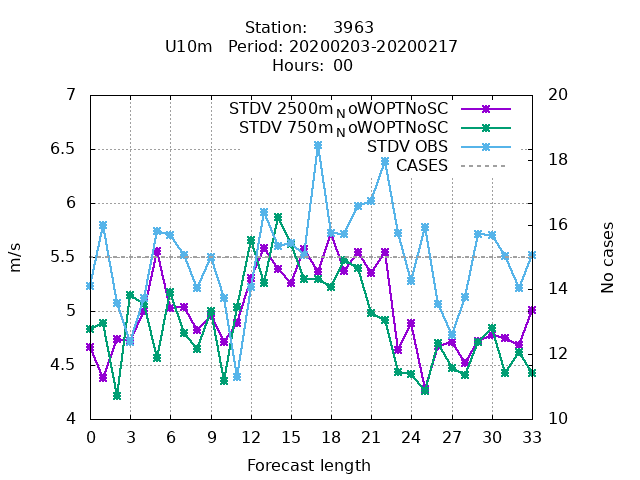 Station: 3963
U10m Period: 20200203-20200217
Hours: 00
7
6.5
6
5.5
5
4.5
4
m/s
STDV 2500m_NoWOPTNoSC
STDV 750m_NoWOPTNoSC
STDV OBS
CASES
20
18
16
14
12
10
No cases
0 3 6 9 12 15 18 21 24 27 30 33
Forecast length